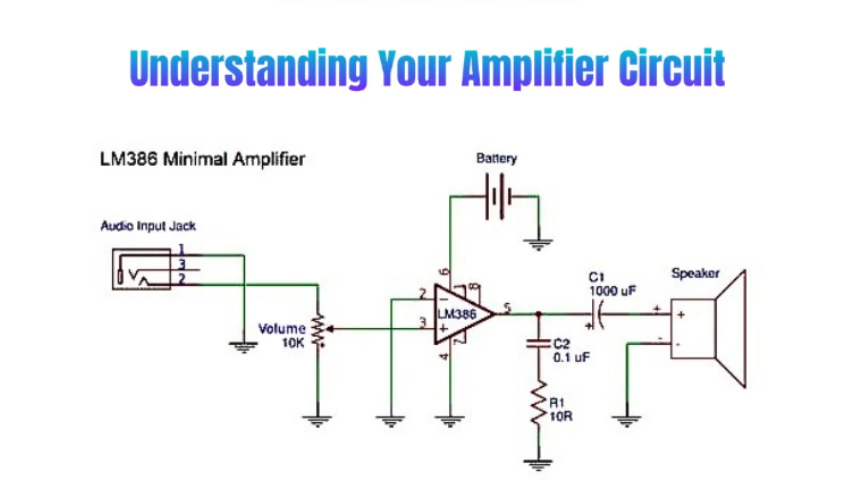 Understanding Your Amplifier Circuit
LM386 Minimal Amplifier
Battery
Audio Input Jack
1
3
2
6
C1
1000 uF
Speaker
2
1
8
LM386
5
+
+
+
Volume
10K
3
+
7
-
-
4
C2
0.1 uF
R1
10R